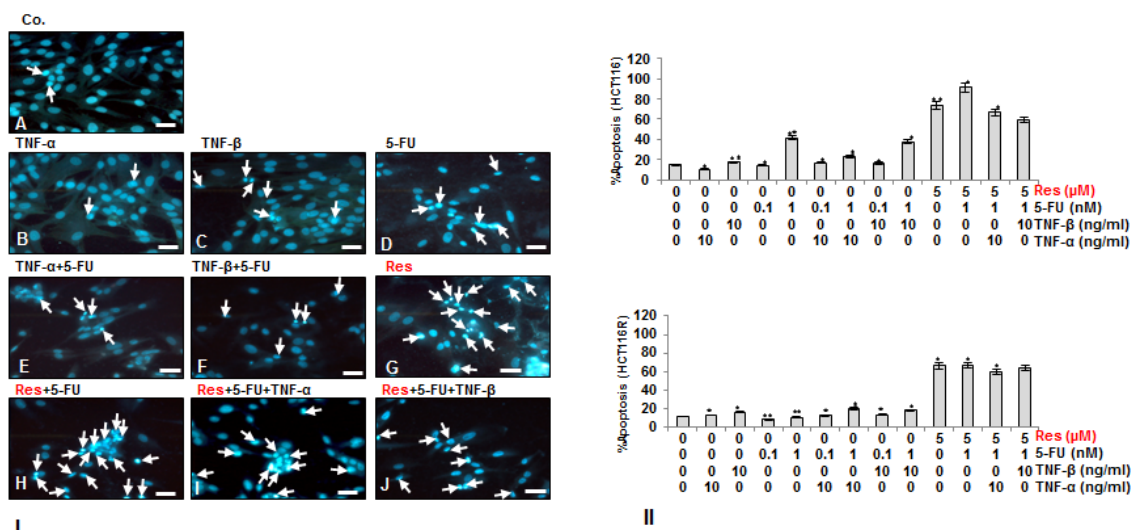 Co.
A
TNF-α TNF-β 5-FU
B C D
TNF-α+5-FU TNF-β+5-FU Res
E F G
Res+5-FU Res+5-FU+TNF-α Res+5-FU+TNF-β
H I J
I
%Apoptosis (HCT116)
120
100
80
60
40
20
0
** ** * ** * * * * ** * *
0 0 0 0 0 0 0 0 0 5 5 5 5 Res (µM)
0 0 0 0.1 1 0.1 1 0.1 1 0 1 1 1 5-FU (nM)
0 0 10 0 0 0 0 10 10 0 0 0 10 TNF-β (ng/ml)
0 10 0 0 0 10 10 0 0 0 0 10 0 TNF-α (ng/ml)
%Apoptosis (HCT116R)
120
100
80
60
40
20
0
* * ** ** * * * * * * *
0 0 0 0 0 0 0 0 0 5 5 5 5 Res (µM)
0 0 0 0.1 1 0.1 1 0.1 1 0 1 1 1 5-FU (nM)
0 0 10 0 0 0 0 10 10 0 0 0 10 TNF-β (ng/ml)
0 10 0 0 0 10 10 0 0 0 0 10 0 TNF-α (ng/ml)
II